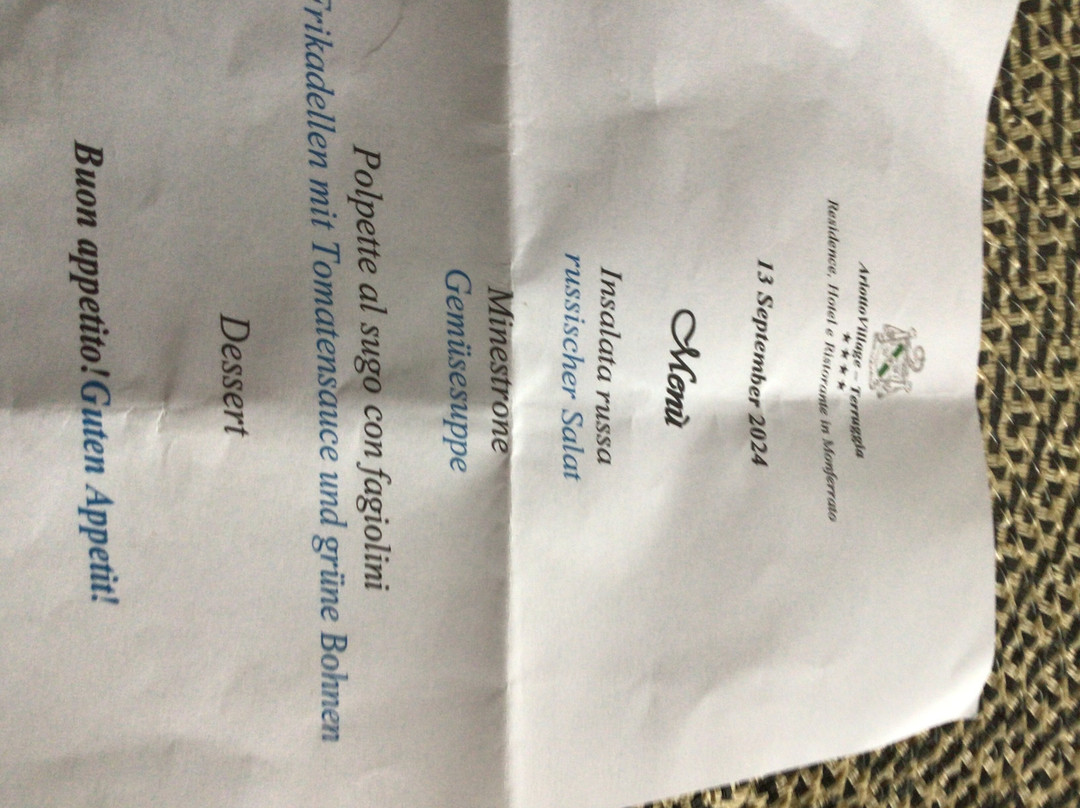 ArlottoVillage – Terruggia
★★★★
Residence, Hotel e Ristorante in Monferrato
13 September 2024
Menù
Insalata russa
russischer Salat
Minestrone
Gemüsesuppe
Polpette al sugo con fagiolini
Frikadellen mit Tomatensauce und grüne Bohnen
Dessert
Buon appetito! Guten Appetit!